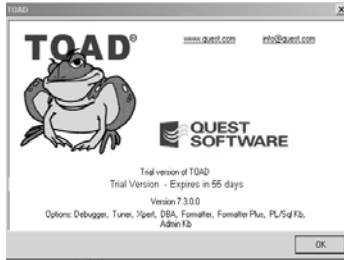 TOAD
TOAD®
www.quest.com info@quest.com
QUEST
SOFTWARE
Trial version of TOAD
Trial Version - Expires in 55 days
Version 7.3.0.0
Options: Debugger, Tuner, Xpert, DBA, Formatter, Formatter Plus, PL/Sql Kb,
Admin Kb
OK